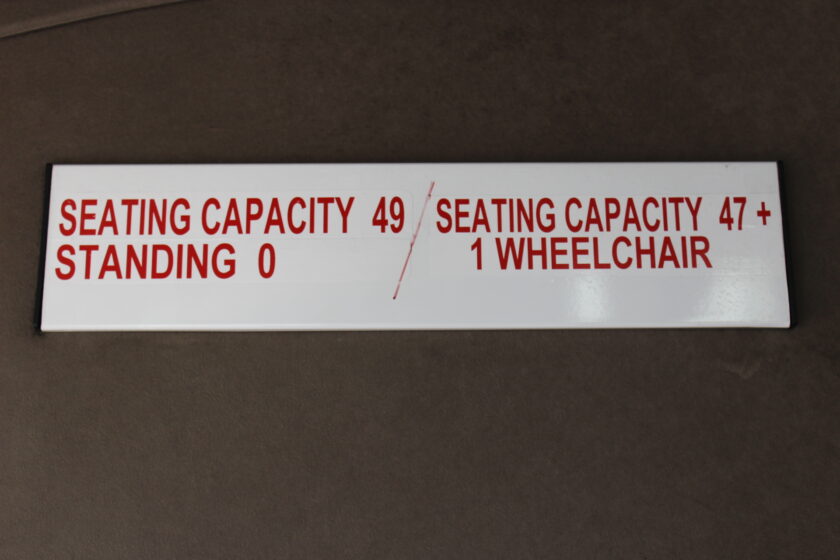 SEATING CAPACITY 49
STANDING 0
/
SEATING CAPACITY 47 +
1 WHEELCHAIR